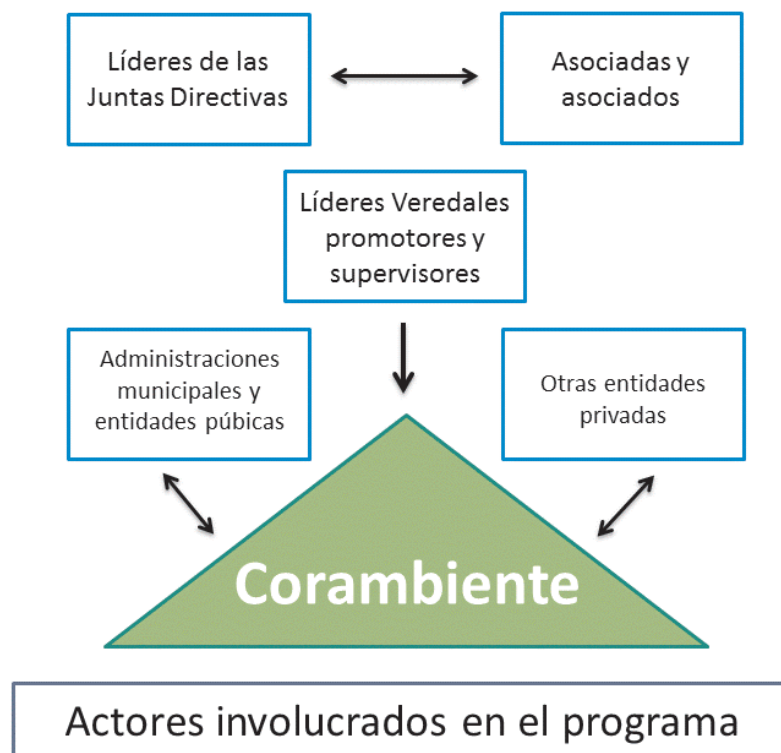 Líderes de las
Juntas Directivas
Asociadas y
asociados
Líderes Veredales
promotores y
supervisores
Administraciones
municipales y
entidades púbicas
Otras entidades
privadas
Corambiente
Actores involucrados en el programa